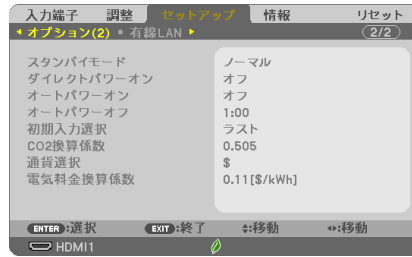 入力端子 調整 セットアップ 情報 リセット
オプション(2) 有線LAN (2/2)
スタンバイモード ノーマル
ダイレクトパワーオン オフ
オートパワーオン オフ
オートパワーオフ 1:00
初期入力選択 ラスト
CO2換算係数 0.505
通貨選択 $
電気料金換算係数 0.11[$/kWh]
ENTER:選択 EXIT:終了 :移動 :移動
HDMI1